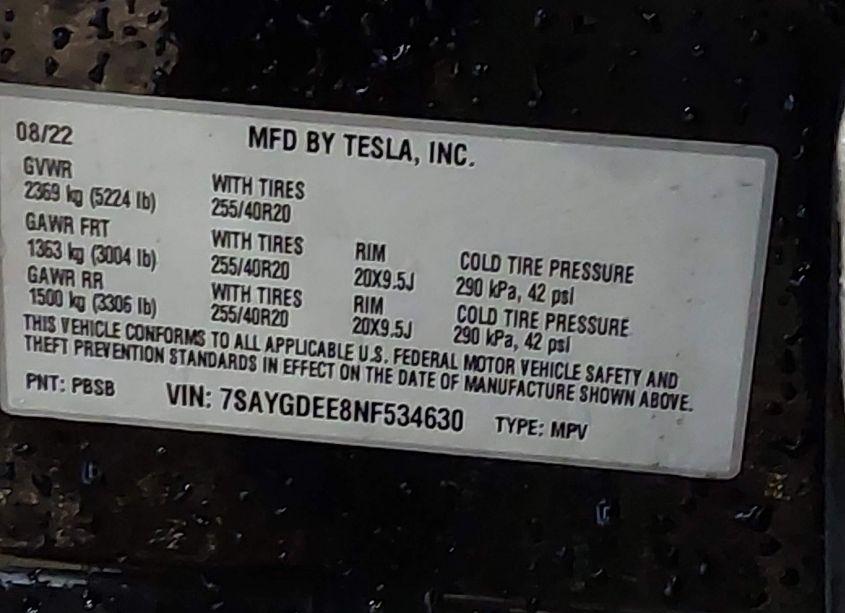 08/22 MFD BY TESLA, INC.
GVWR
2369 kg (5224 lb) WITH TIRES 255/40R20
GAWR FRT
1363 kg (3004 lb) WITH TIRES 255/40R20 RIM 20X9.5J COLD TIRE PRESSURE 290 kPa, 42 psi
GAWR RR
1500 kg (3306 lb) WITH TIRES 255/40R20 RIM 20X9.5J COLD TIRE PRESSURE 290 kPa, 42 psi
THIS VEHICLE CONFORMS TO ALL APPLICABLE U.S. FEDERAL MOTOR VEHICLE SAFETY AND
THEFT PREVENTION STANDARDS IN EFFECT ON THE DATE OF MANUFACTURE SHOWN ABOVE.
PNT: PBSB VIN: 7SAYGDEE8NF534630 TYPE: MPV